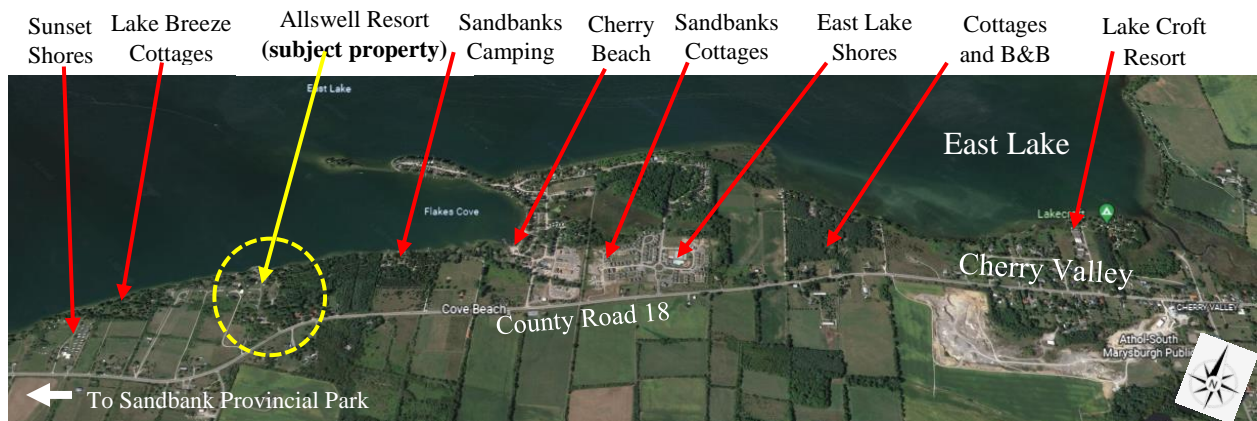 Sunset
Shores
Lake Breeze
Cottages
Allswell Resort
(subject property)
Sandbanks
Camping
Cherry
Beach
Sandbanks
Cottages
East Lake
Shores
Cottages
and B&B
Lake Croft
Resort
East Lake
East Lake
Flakes Cove
Lakecroft
Cherry Valley
Cove Beach
County Road 18
CHERRY VALLEY
Athol-South
Marysburgh Public
To Sandbank Provincial Park
N